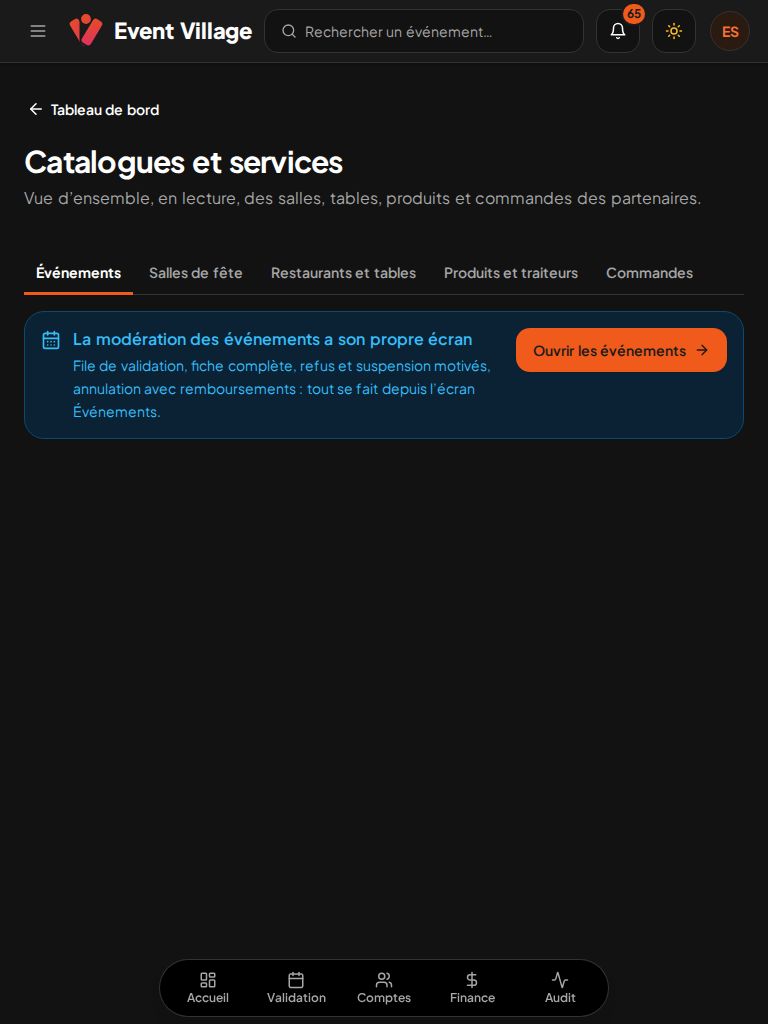 Event Village
Rechercher un événement...
65
ES
Tableau de bord
Catalogues et services
Vue d’ensemble, en lecture, des salles, tables, produits et commandes des partenaires.
Événements
Salles de fête
Restaurants et tables
Produits et traiteurs
Commandes
La modération des événements a son propre écran
File de validation, fiche complète, refus et suspension motivés,
annulation avec remboursements : tout se fait depuis l’écran
Événements.
Ouvrir les événements
Accueil
Validation
Comptes
Finance
Audit